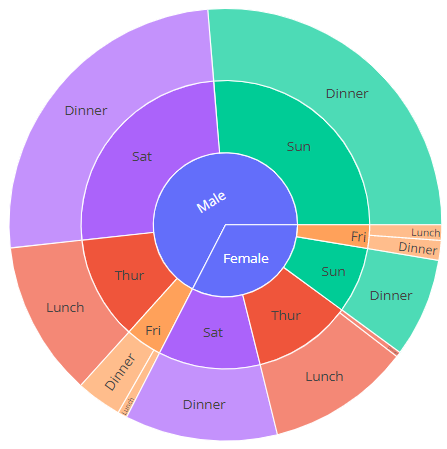 Dinner
Dinner
Sun
Sat
Male
Female
Fri
Lunch
Dinner
Sun
Dinner
Thur
Lunch
Thur
Lunch
Sat
Dinner
Fri
Dinner
Lunch